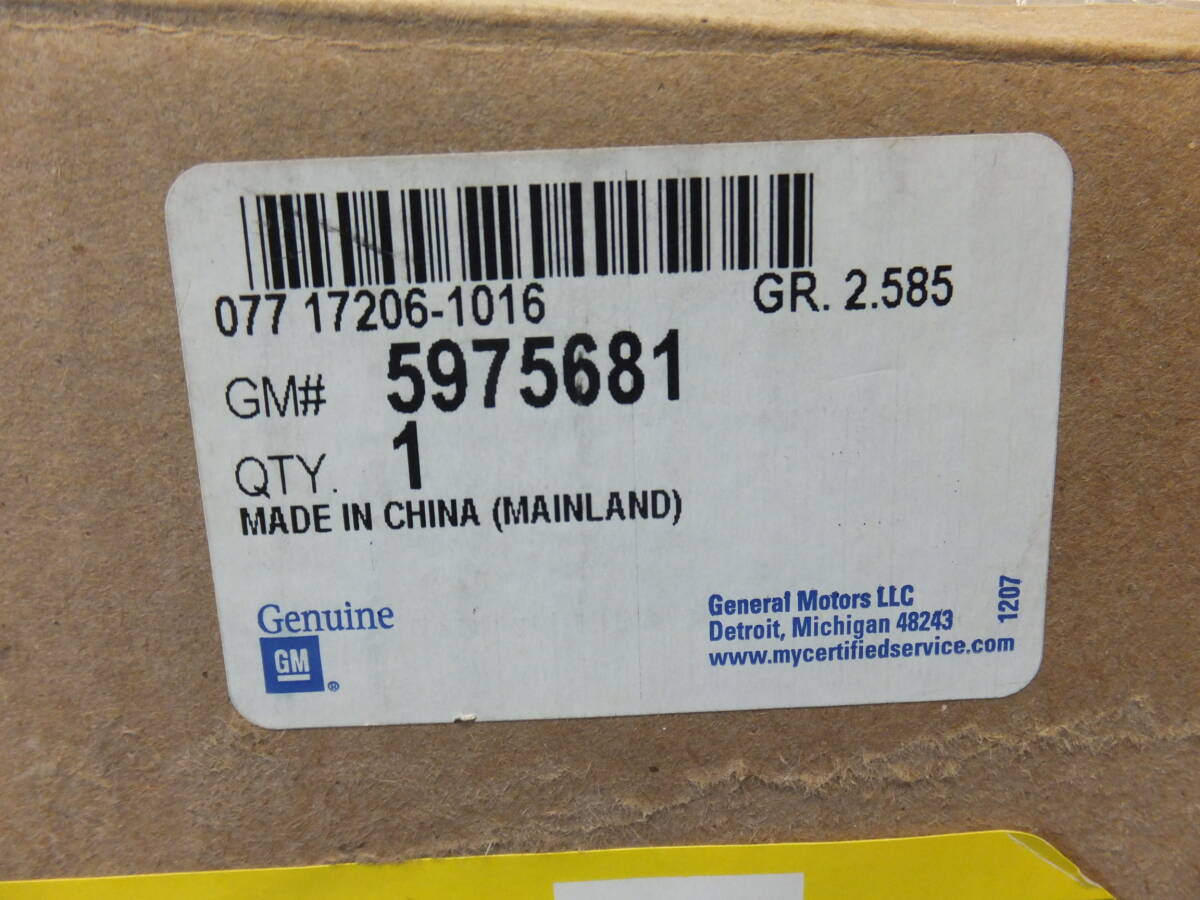 077 17206-1016 GR. 2.585
GM# 5975681
QTY. 1
MADE IN CHINA (MAINLAND)
Genuine
GM®
General Motors LLC
Detroit, Michigan 48243
www.mycertifiedservice.com
1207